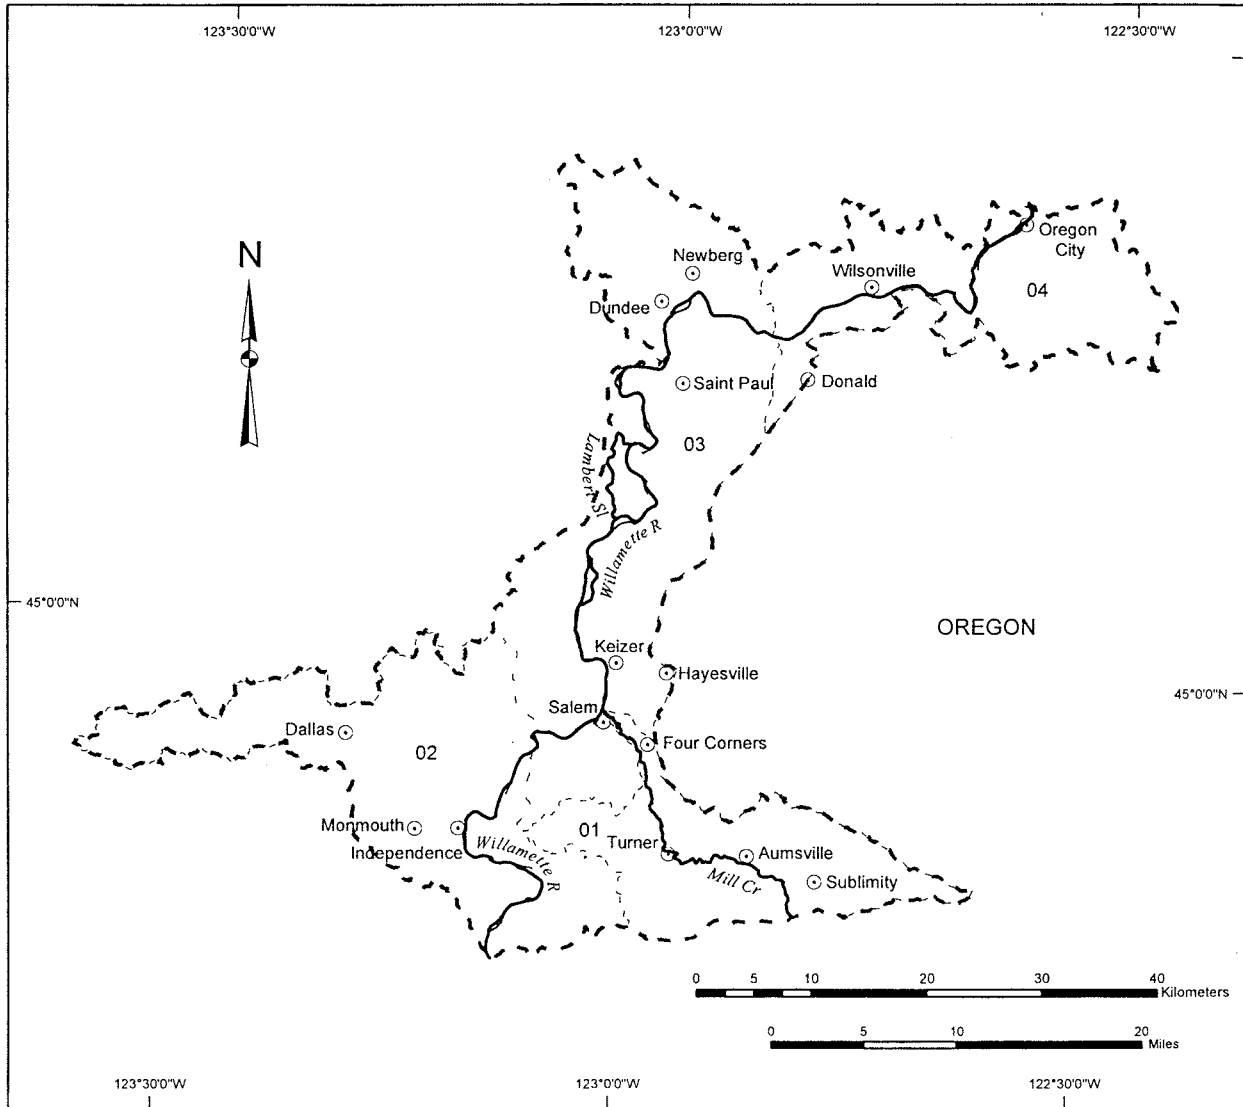 123°30'0"W
123°0'0"W
122°30'0"W
N
Newberg
Dundee
Wilsonville
Oregon
City
04
Saint Paul
Donald
03
Lambert Sl
Willamette R
45°0'0"N
OREGON
Keizer
Hayesville
45°0'0"N
Salem
Four Corners
Dallas
02
Monmouth
Independence
01
Turner
Willamette R
Aumsville
Mill Cr
Sublimity
0 5 10 20 30 40
Kilometers
0 5 10 20
Miles
123°30'0"W
123°0'0"W
122°30'0"W